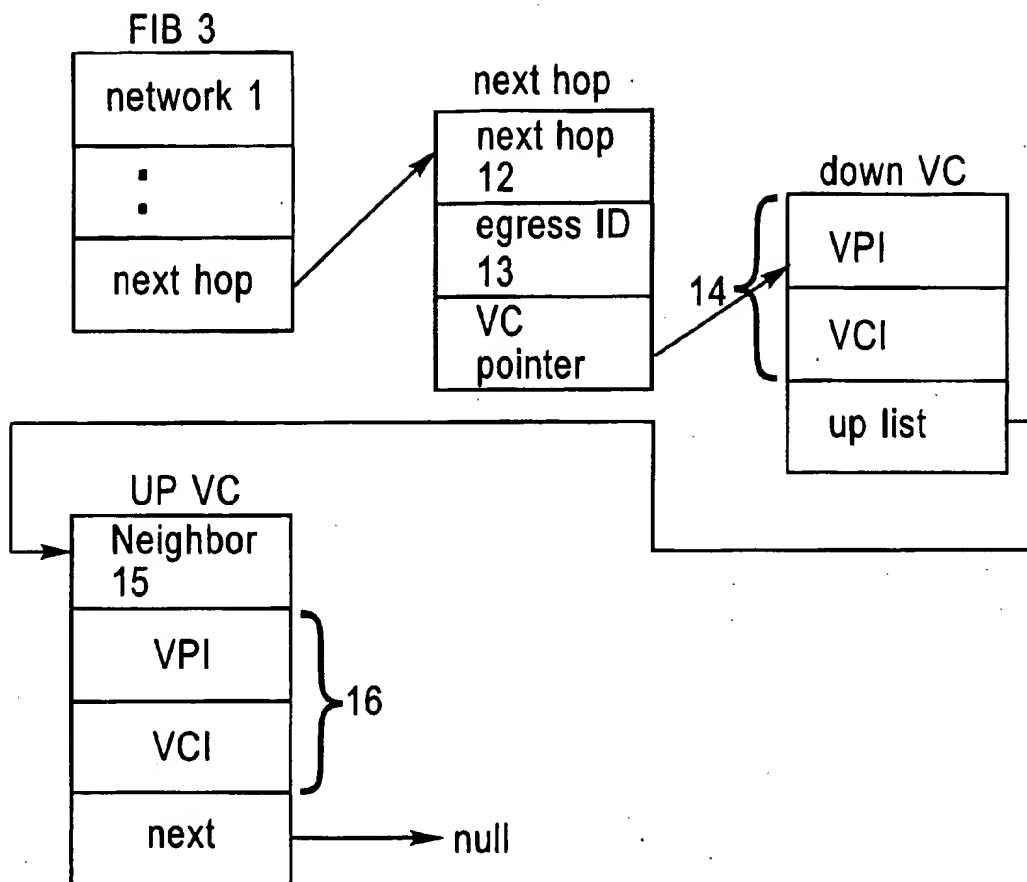 FIB 3
network 1
:
next hop
next hop
next hop
12
egress ID
13
VC
pointer
down VC
14
VPI
VCI
up list
UP VC
Neighbor
15
VPI
VCI
16
next
null